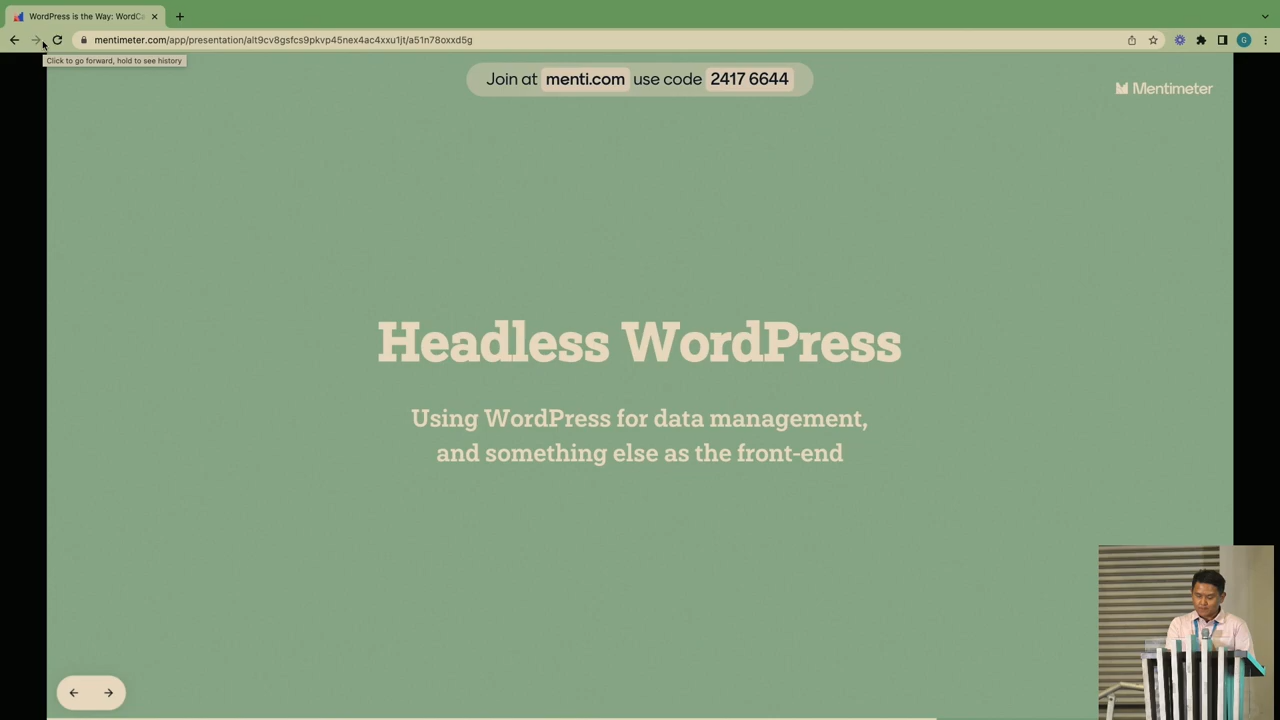 WordPress is the Way: WordCa
mentimeter.com/app/presentation/alt9cv8gsfcs9pkvp45nex4ac4xxu1jt/a51n78oxxd5g
G
Click to go forward, hold to see history
Join at menti.com use code 2417 6644
Mentimeter
Headless WordPress
Using WordPress for data management,
and something else as the front-end